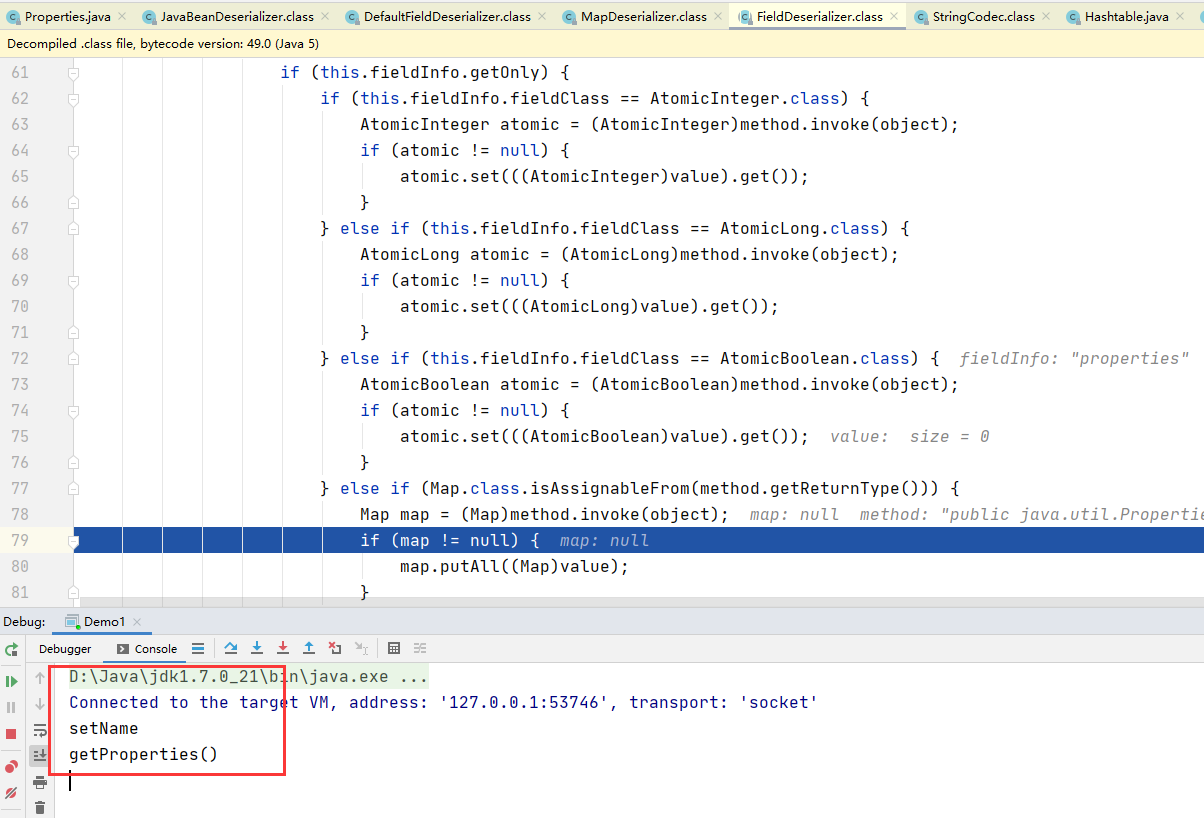 Properties.java JavaBeanDeserializer.class DefaultFieldDeserializer.class MapDeserializer.class FieldDeserializer.class StringCodec.class Hashtable.java
Decompiled .class file, bytecode version: 49.0 (Java 5)
61 if (this.fieldInfo.getOnly) {
62 if (this.fieldInfo.fieldClass == AtomicInteger.class) {
63 AtomicInteger atomic = (AtomicInteger)method.invoke(object);
64 if (atomic != null) {
65 atomic.set(((AtomicInteger)value).get());
66 }
67 } else if (this.fieldInfo.fieldClass == AtomicLong.class) {
68 AtomicLong atomic = (AtomicLong)method.invoke(object);
69 if (atomic != null) {
70 atomic.set(((AtomicLong)value).get());
71 }
72 } else if (this.fieldInfo.fieldClass == AtomicBoolean.class) { fieldInfo: "properties"
73 AtomicBoolean atomic = (AtomicBoolean)method.invoke(object);
74 if (atomic != null) {
75 atomic.set(((AtomicBoolean)value).get()); value: size = 0
76 }
77 } else if (Map.class.isAssignableFrom(method.getReturnType())) {
78 Map map = (Map)method.invoke(object); map: null method: "public java.util.Propertie
79 if (map != null) { map: null
80 map.putAll((Map)value);
81 }
Debug: Demo1
Debugger Console
D:\Java\jdk1.7.0_21\bin\java.exe ...
Connected to the target VM, address: '127.0.0.1:53746', transport: 'socket'
setName
getProperties()